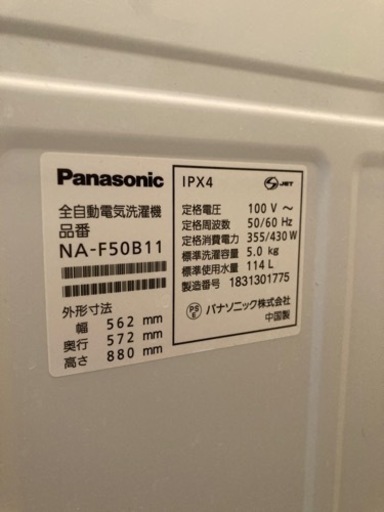 Panasonic
全自動電気洗濯機
品番
NA-F50B11
外形寸法
幅 562 mm
奥行 572 mm
高さ 880 mm
IPX4
JET
定格電圧 100 V ～
定格周波数 50/60 Hz
定格消費電力 355/430 W
標準洗濯容量 5.0 kg
標準使用水量 114 L
製造番号 1831301775
PS E
パナソニック株式会社
中国製